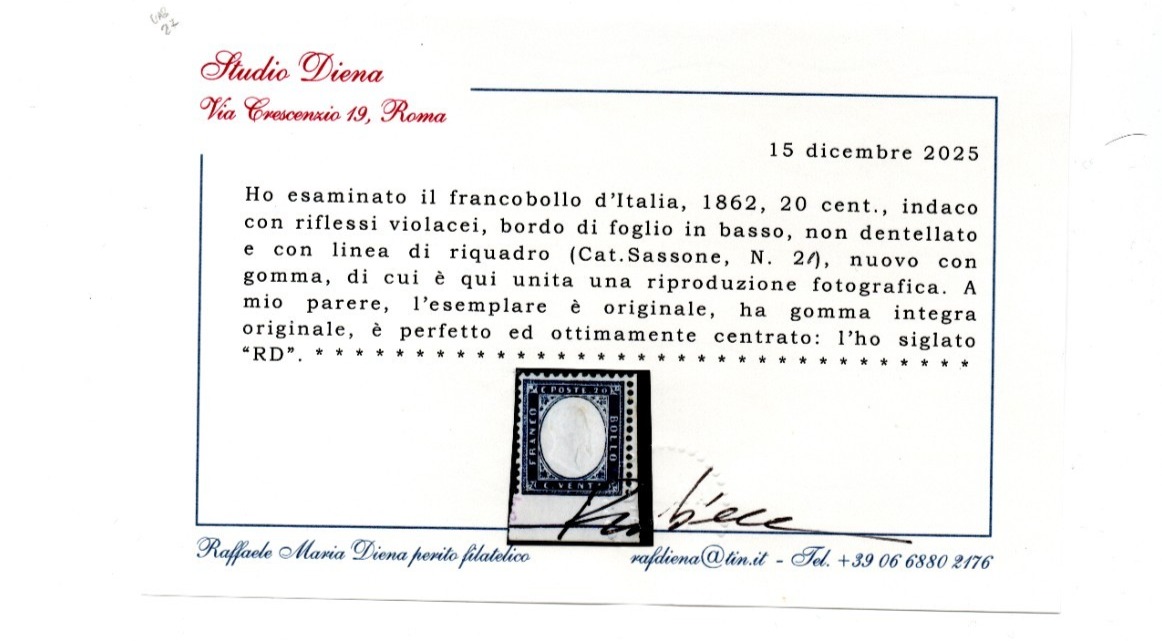 Studio Diena
Via Crescenzio 19, Roma
15 dicembre 2025
Ho esaminato il francobollo d'Italia, 1862, 20 cent., indaco
con riflessi violacei, bordo di foglio in basso, non dentellato
e con linea di riquadro (Cat.Sassone, N. 2l), nuovo con
gomma, di cui è qui unita una riproduzione fotografica. A
mio parere, l'esemplare è originale, ha gomma integra
originale, è perfetto ed ottimamente centrato: l'ho siglato
“RD”. * * * * * * * * * * * * * * * * * * * * * * * * * * * * * * * * *
C POSTE. 20
FRANCO
BOLLO
C. VENTI
Raffaele Maria Diena perito filatelico
rafdiena@tin.it - Tel. +39 06 6880 2176